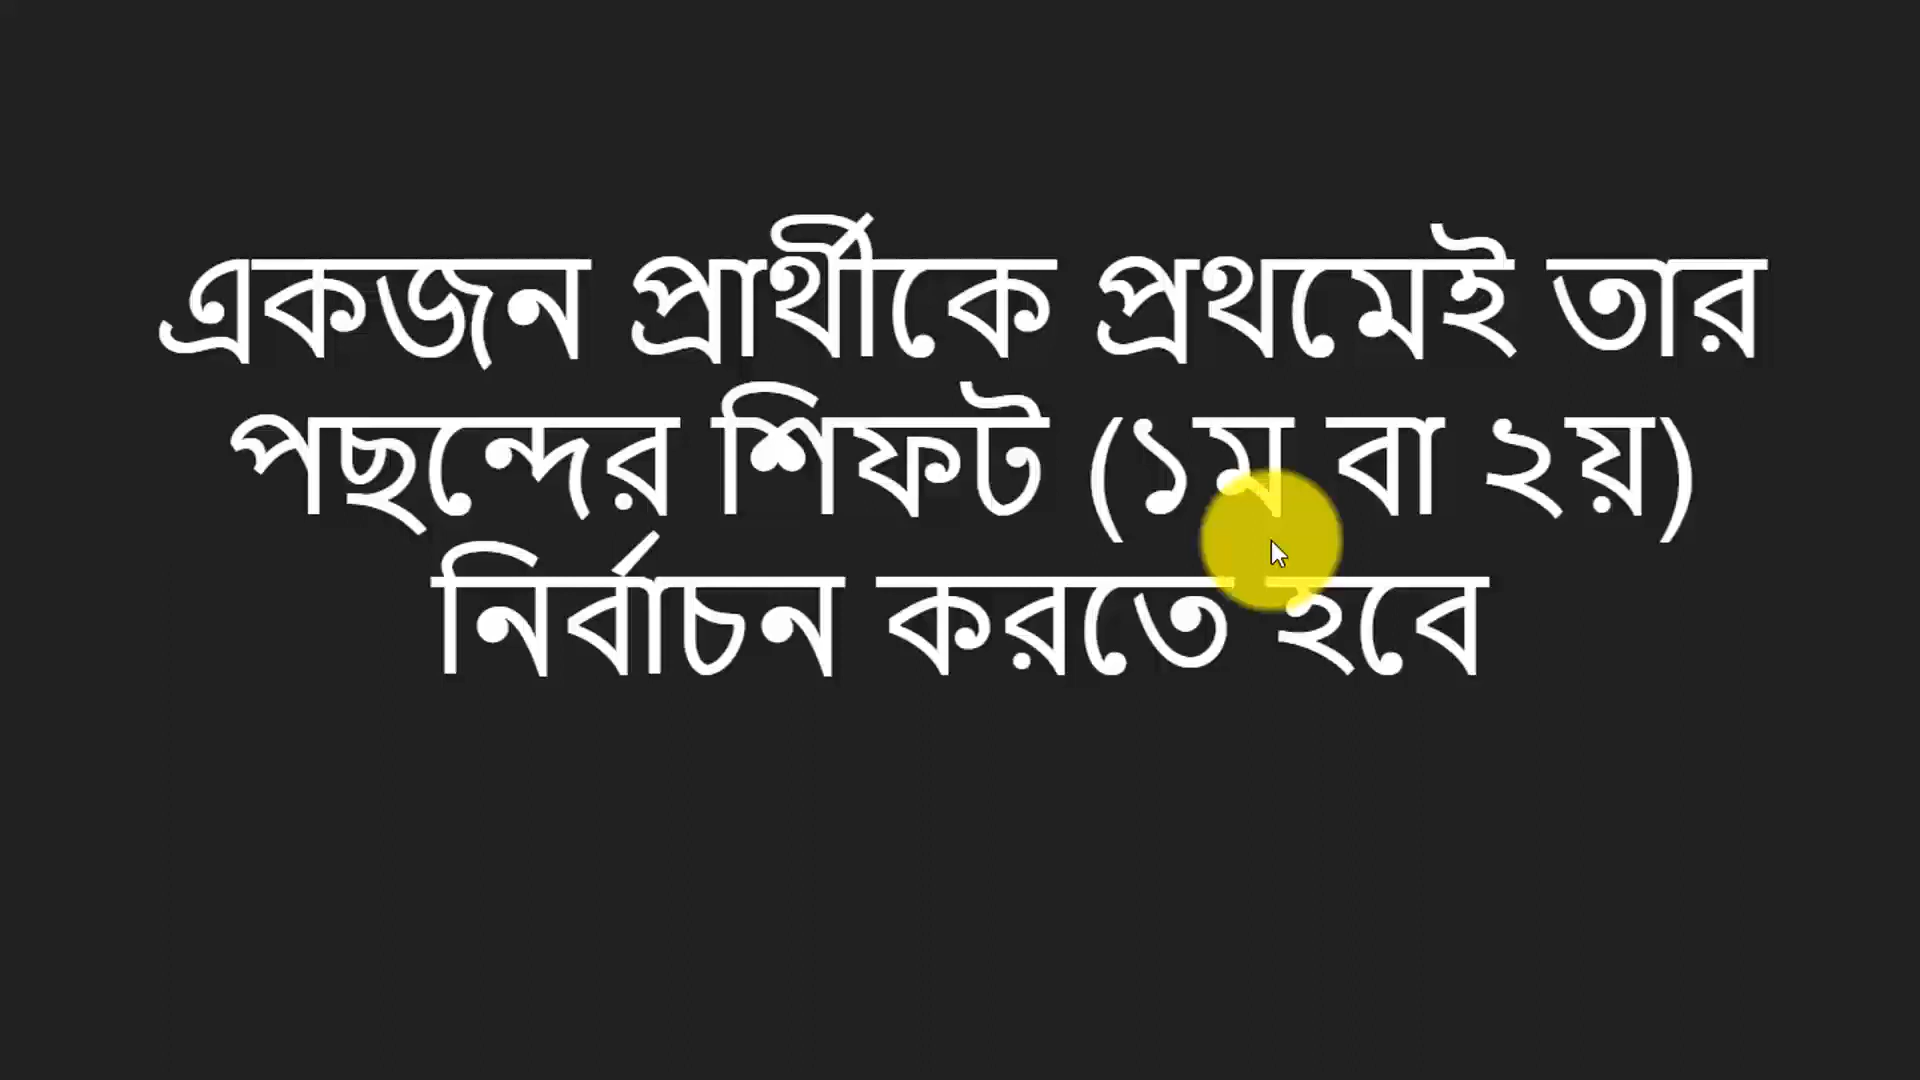 একজন প্রার্থীকে প্রথমেই তার
পছন্দের শিফট (১ম বা ২য়)
নির্বাচন করতে হবে